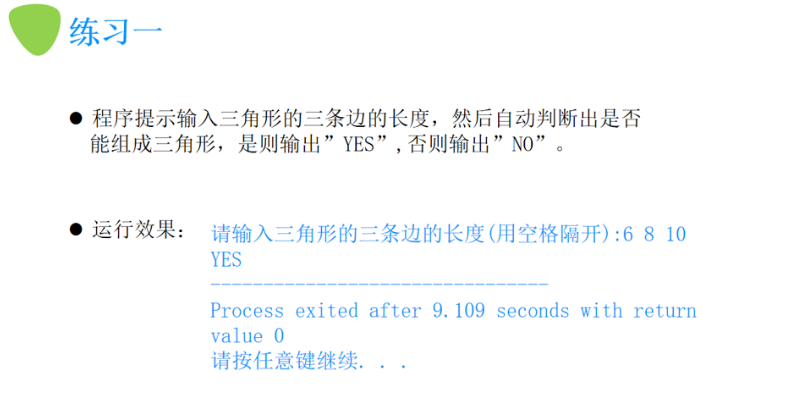 练习一
● 程序提示输入三角形的三条边的长度，然后自动判断出是否
能组成三角形，是则输出”YES”,否则输出”NO”。
● 运行效果：
请输入三角形的三条边的长度(用空格隔开):6 8 10
YES
--------------------------------
Process exited after 9.109 seconds with return
value 0
请按任意键继续. . .